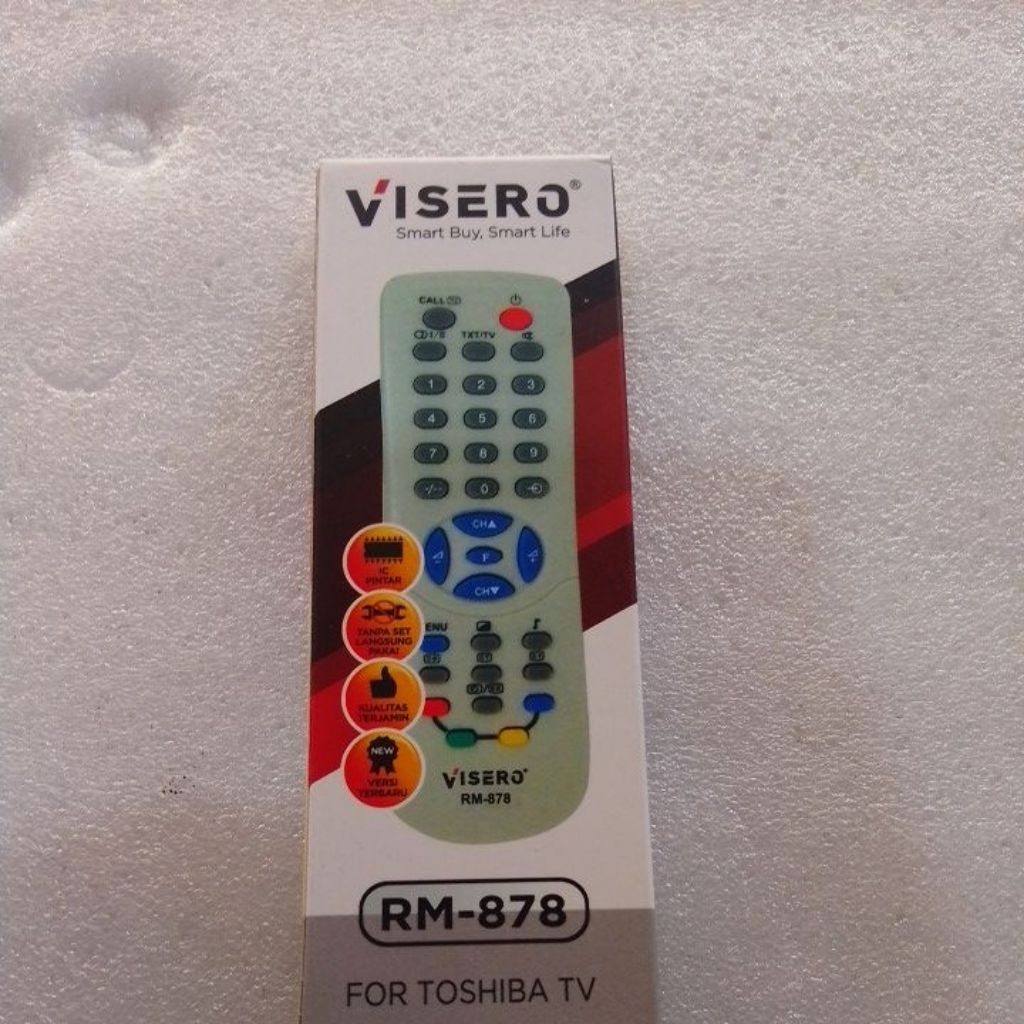 VISERO®
Smart Buy, Smart Life
CALL
I/II TXT/TV
1 2 3
4 5 6
7 8 9
-/-- 0
CH▲
- F +
CH▼
IC
PINTAR
TANPA SET
LANGSUNG
PAKAI
ENU
KUALITAS
TERJAMIN
NEW
VERSI
TERBARU
VISERO
RM-878
RM-878
FOR TOSHIBA TV